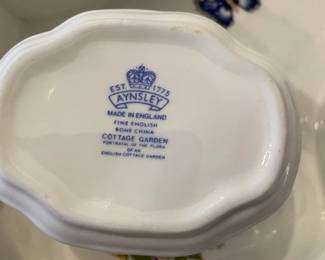 EST. 1775
AYNSLEY
MADE IN ENGLAND
FINE ENGLISH
BONE CHINA
COTTAGE GARDEN
PORTRAYAL OF THE FLORA
OF AN
ENGLISH COTTAGE GARDEN